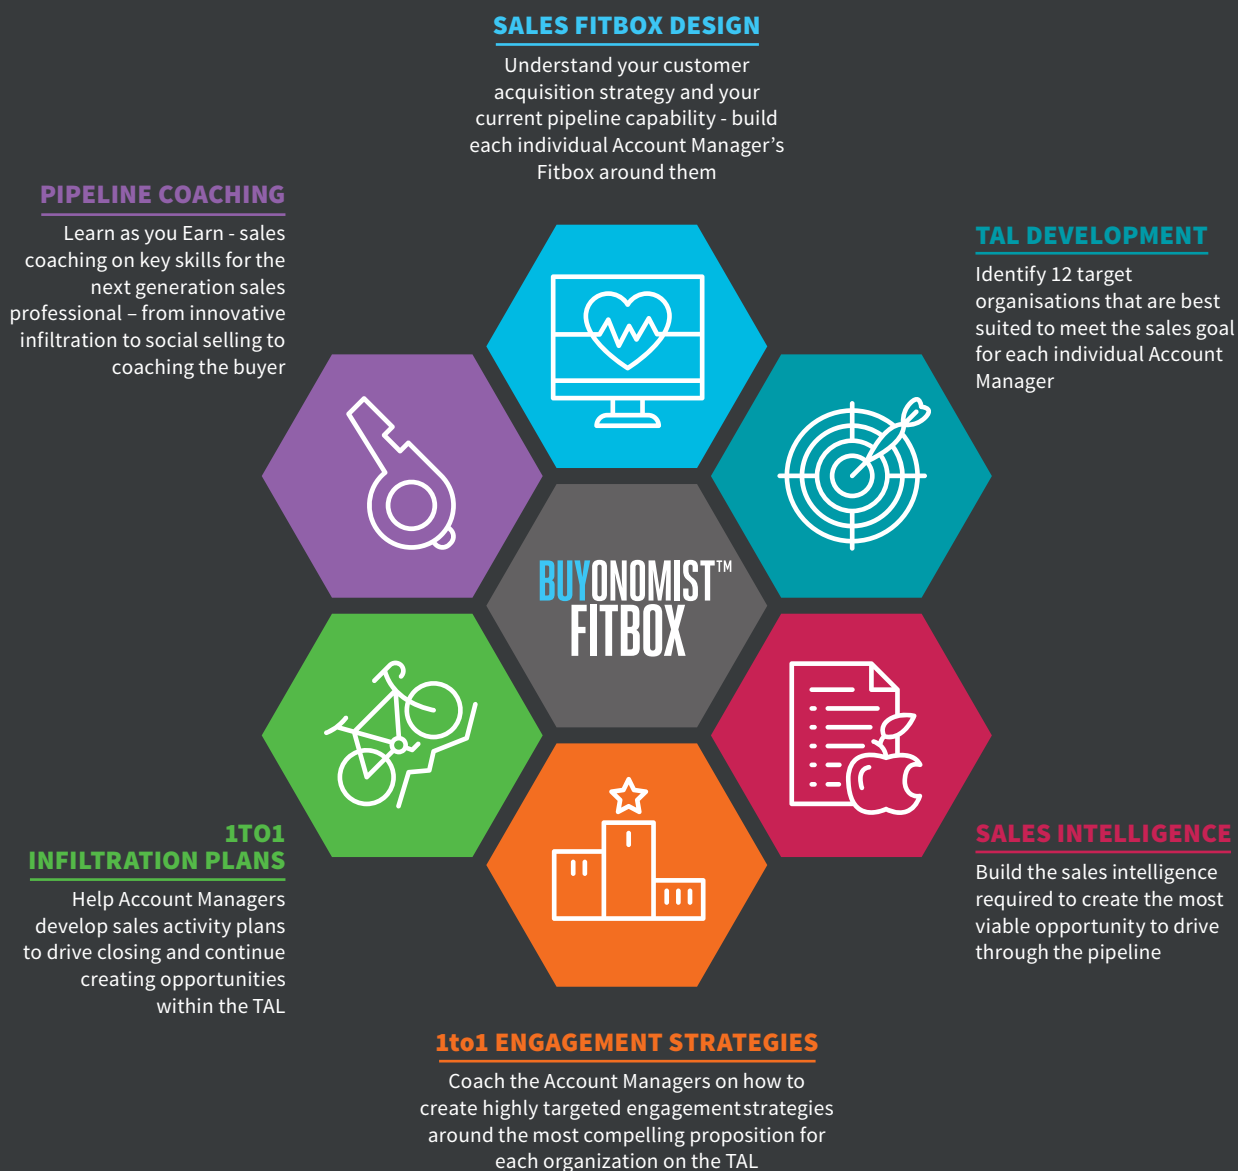 SALES FITBOX DESIGN
Understand your customer
acquisition strategy and your
current pipeline capability - build
each individual Account Manager’s
Fitbox around them
PIPELINE COACHING
Learn as you Earn - sales
coaching on key skills for the
next generation sales
professional – from innovative
infiltration to social selling to
coaching the buyer
TAL DEVELOPMENT
Identify 12 target
organisations that are best
suited to meet the sales goal
for each individual Account
Manager
BUYONOMIST™
FITBOX
1TO1
INFILTRATION PLANS
Help Account Managers
develop sales activity plans
to drive closing and continue
creating opportunities
within the TAL
SALES INTELLIGENCE
Build the sales intelligence
required to create the most
viable opportunity to drive
through the pipeline
1to1 ENGAGEMENT STRATEGIES
Coach the Account Managers on how to
create highly targeted engagement strategies
around the most compelling proposition for
each organization on the TAL